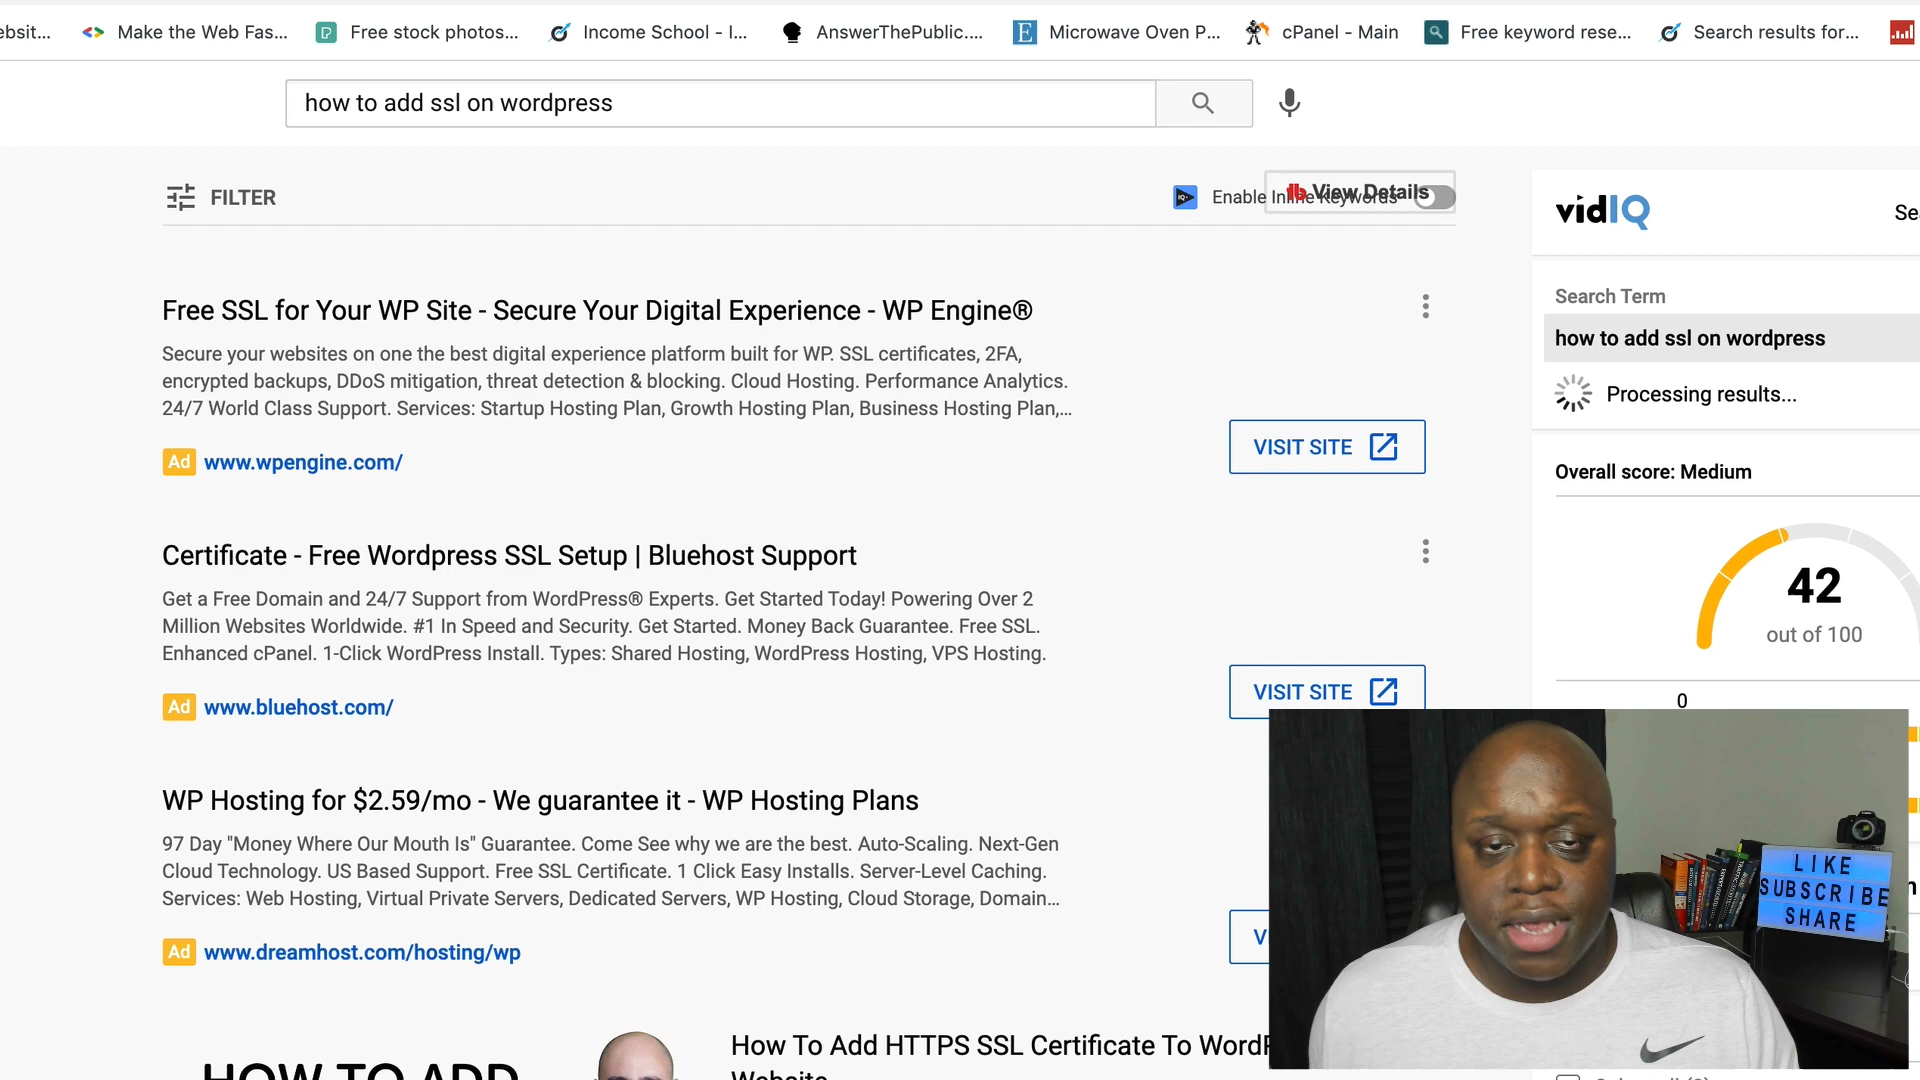 ebsit...
Make the Web Fas...
Free stock photos...
Income School - I...
AnswerThePublic....
Microwave Oven P...
cPanel - Main
Free keyword rese...
Search results for...
how to add ssl on wordpress
FILTER
Enable Inline Keywords
View Details
vidIQ
Free SSL for Your WP Site - Secure Your Digital Experience - WP Engine®
Secure your websites on one the best digital experience platform built for WP. SSL certificates, 2FA,
encrypted backups, DDoS mitigation, threat detection & blocking. Cloud Hosting. Performance Analytics.
24/7 World Class Support. Services: Startup Hosting Plan, Growth Hosting Plan, Business Hosting Plan,...
VISIT SITE
Ad www.wpengine.com/
Search Term
how to add ssl on wordpress
Processing results...
Overall score: Medium
42
out of 100
0
Certificate - Free Wordpress SSL Setup | Bluehost Support
Get a Free Domain and 24/7 Support from WordPress® Experts. Get Started Today! Powering Over 2
Million Websites Worldwide. #1 In Speed and Security. Get Started. Money Back Guarantee. Free SSL.
Enhanced cPanel. 1-Click WordPress Install. Types: Shared Hosting, WordPress Hosting, VPS Hosting.
VISIT SITE
Ad www.bluehost.com/
WP Hosting for $2.59/mo - We guarantee it - WP Hosting Plans
97 Day "Money Where Our Mouth Is" Guarantee. Come See why we are the best. Auto-Scaling. Next-Gen
Cloud Technology. US Based Support. Free SSL Certificate. 1 Click Easy Installs. Server-Level Caching.
Services: Web Hosting, Virtual Private Servers, Dedicated Servers, WP Hosting, Cloud Storage, Domain...
Ad www.dreamhost.com/hosting/wp
LIKE
SUBSCRIBE
SHARE
HOW TO ADD
How To Add HTTPS SSL Certificate To Word
Website